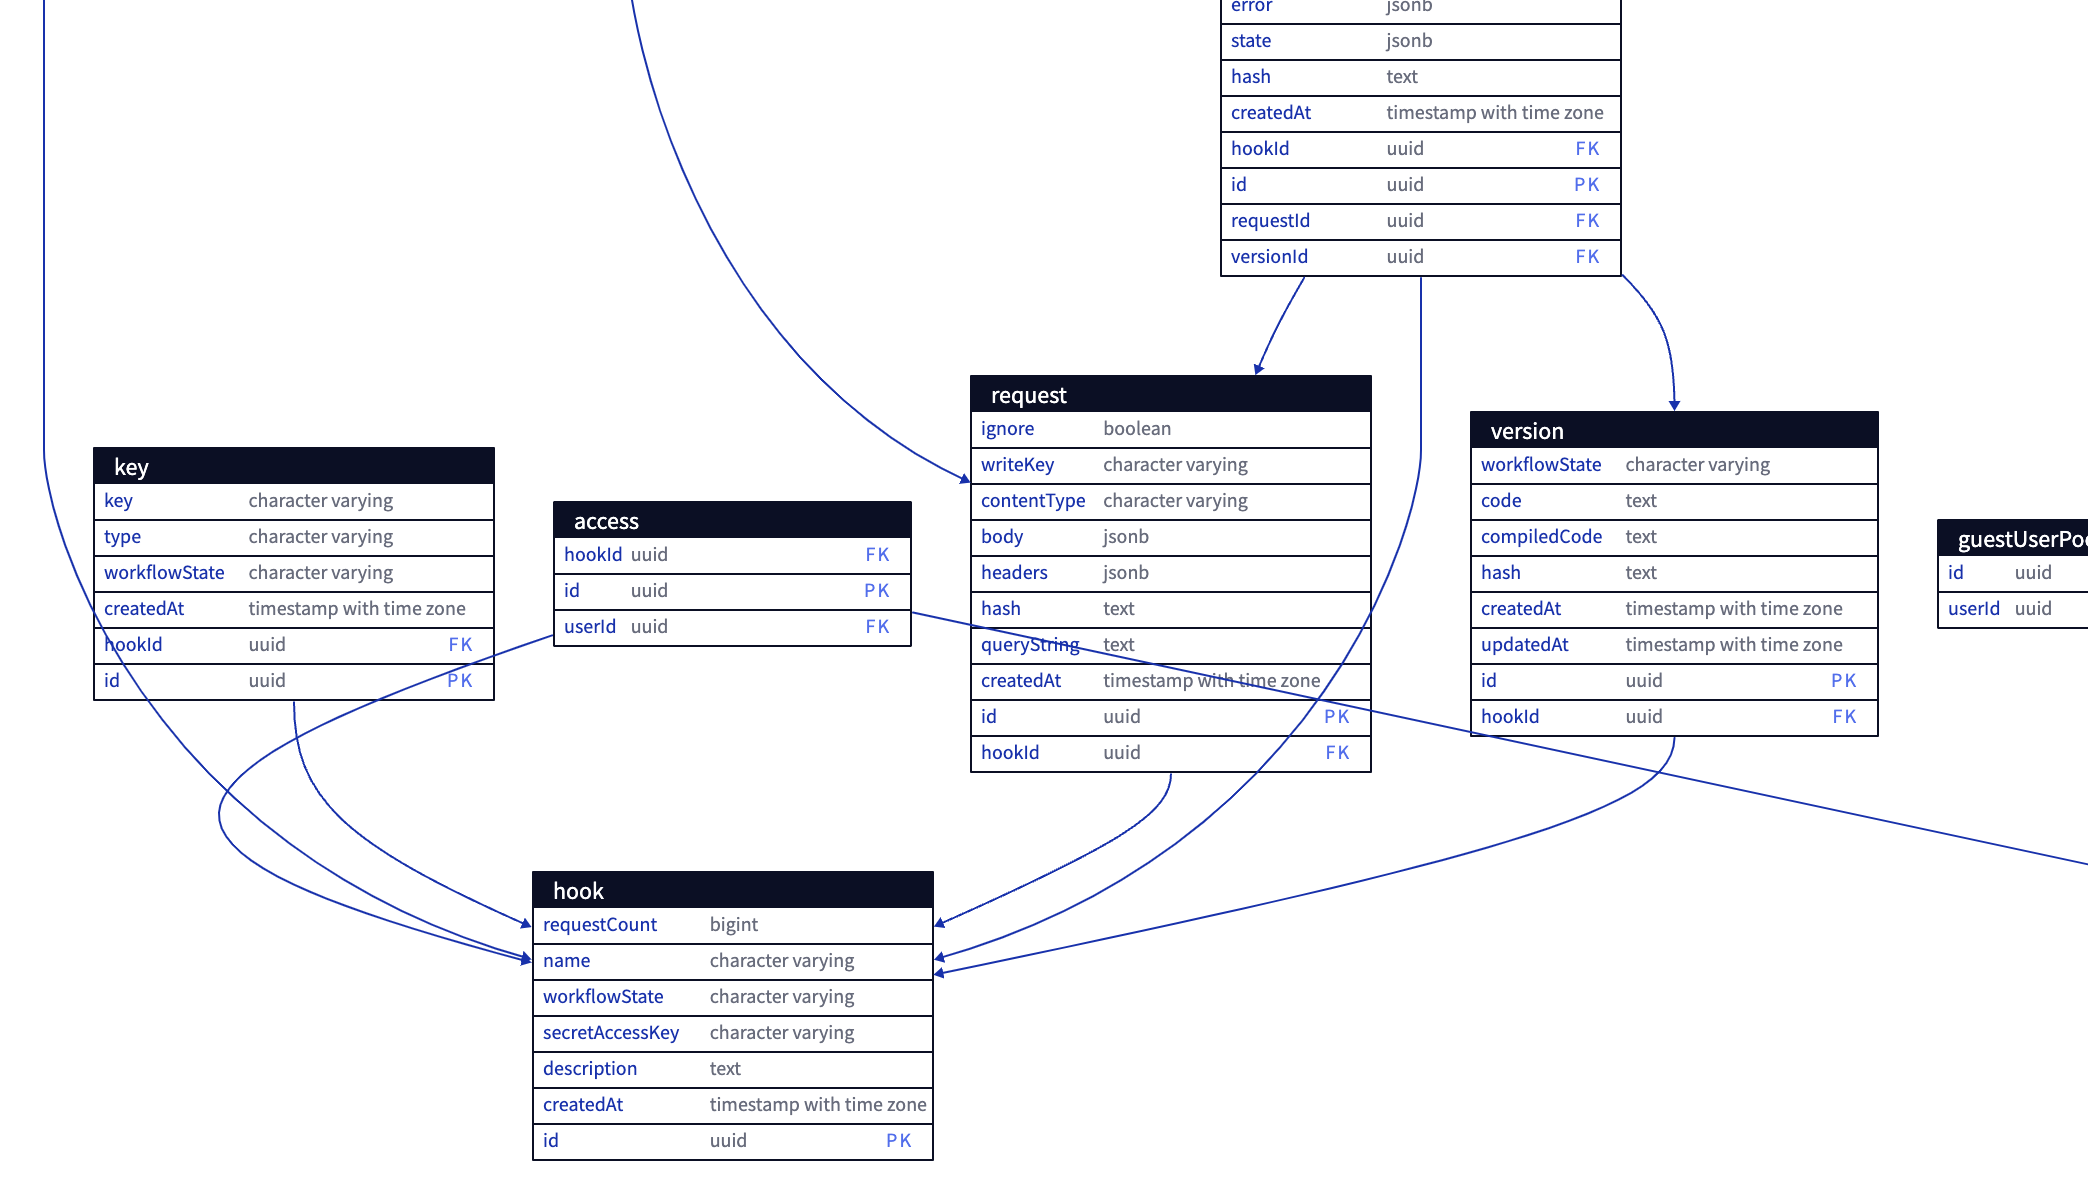 error jsonb
state jsonb
hash text
createdAt timestamp with time zone
hookId uuid FK
id uuid PK
requestId uuid FK
versionId uuid FK
request
ignore boolean
writeKey character varying
contentType character varying
body jsonb
headers jsonb
hash text
queryString text
createdAt timestamp with time zone
id uuid PK
hookId uuid FK
version
workflowState character varying
code text
compiledCode text
hash text
createdAt timestamp with time zone
updatedAt timestamp with time zone
id uuid PK
hookId uuid FK
key
key character varying
type character varying
workflowState character varying
createdAt timestamp with time zone
hookId uuid FK
id uuid PK
access
hookId uuid FK
id uuid PK
userId uuid FK
id uuid
userId uuid
hook
requestCount bigint
name character varying
workflowState character varying
secretAccessKey character varying
description text
createdAt timestamp with time zone
id uuid PK